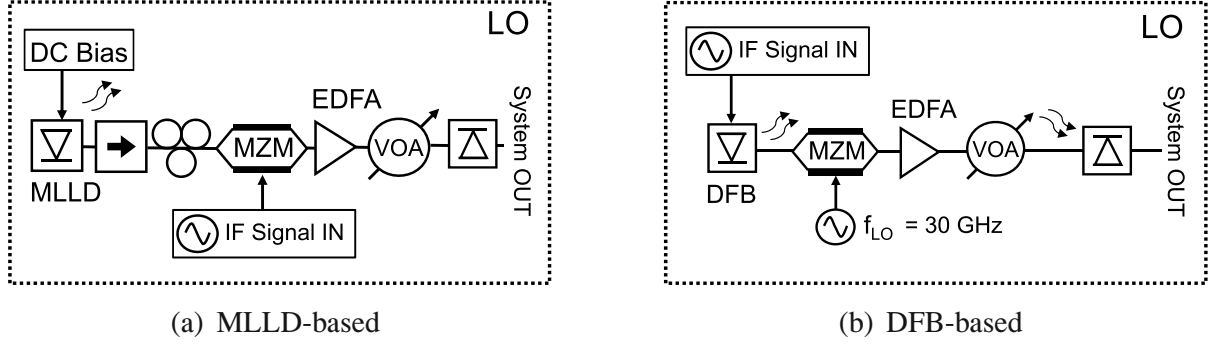 LO
DC Bias
EDFA
MZM
VOA
MLLD
IF Signal IN
System OUT
(a) MLLD-based
LO
IF Signal IN
EDFA
MZM
VOA
DFB
f_LO = 30 GHz
System OUT
(b) DFB-based